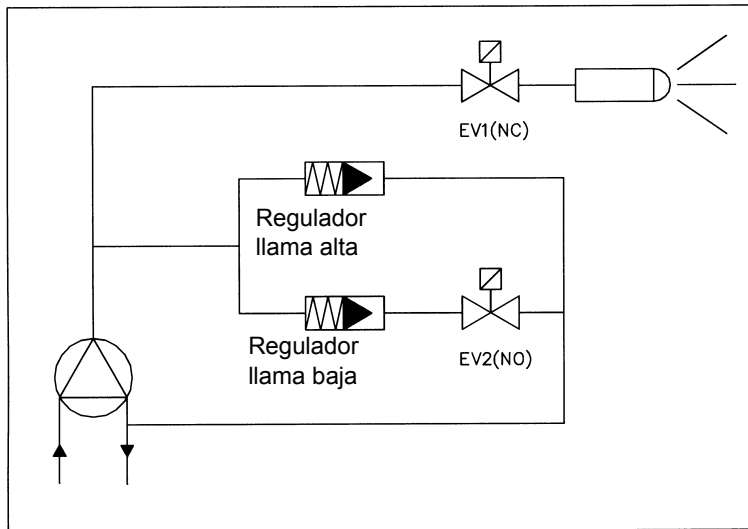 EV1(NC)
Regulador
llama alta
Regulador
llama baja
EV2(NO)